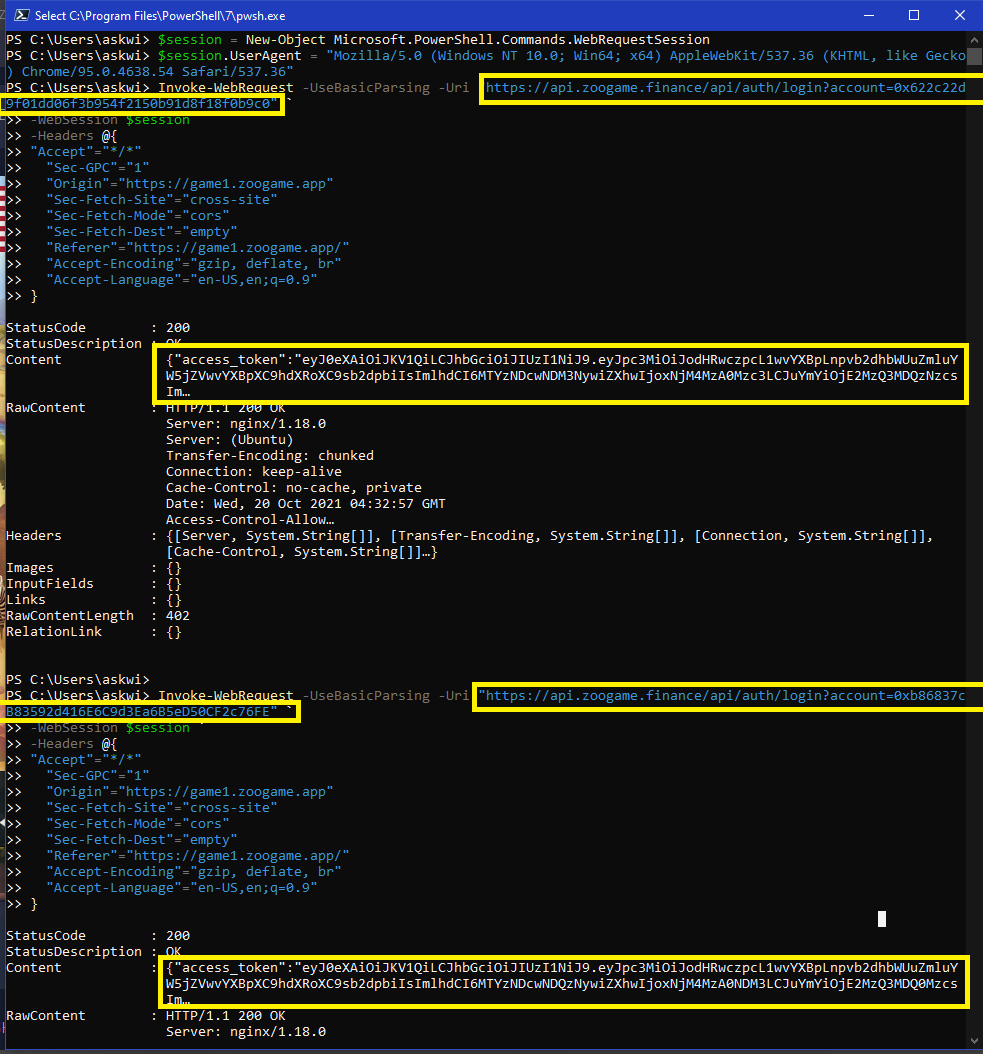 Select C:\Program Files\PowerShell\7\pwsh.exe
PS C:\Users\askwi> $session = New-Object Microsoft.PowerShell.Commands.WebRequestSession
PS C:\Users\askwi> $session.UserAgent = "Mozilla/5.0 (Windows NT 10.0; Win64; x64) AppleWebKit/537.36 (KHTML, like Gecko
) Chrome/95.0.4638.54 Safari/537.36"
PS C:\Users\askwi> Invoke-WebRequest -UseBasicParsing -Uri "https://api.zoogame.finance/api/auth/login?account=0x622c22d
9f01dd06f3b954f2150b91d8f18f0b9c0" `
>> -WebSession $session `
>> -Headers @{
>> "Accept"="*/*"
>>   "Sec-GPC"="1"
>>   "Origin"="https://game1.zoogame.app"
>>   "Sec-Fetch-Site"="cross-site"
>>   "Sec-Fetch-Mode"="cors"
>>   "Sec-Fetch-Dest"="empty"
>>   "Referer"="https://game1.zoogame.app/"
>>   "Accept-Encoding"="gzip, deflate, br"
>>   "Accept-Language"="en-US,en;q=0.9"
>> }
StatusCode        : 200
StatusDescription : OK
Content           : {"access_token":"eyJ0eXAiOiJKV1QiLCJhbGciOiJIUzI1NiJ9.eyJpc3MiOiJodHRwczpcL1wvYXBpLnpvb2dhbWUuZmluY
W5jZVwvYXBpXC9hdXRoXC9sb2dpbiIsImlhdCI6MTYzNDcwNDM3NywiZXhwIjoxNjM4MzA0Mzc3LCJuYmYiOjE2MzQ3MDQzNzcs
Im…
RawContent        : HTTP/1.1 200 OK
Server: nginx/1.18.0
Server: (Ubuntu)
Transfer-Encoding: chunked
Connection: keep-alive
Cache-Control: no-cache, private
Date: Wed, 20 Oct 2021 04:32:57 GMT
Access-Control-Allow…
Headers           : {[Server, System.String[]], [Transfer-Encoding, System.String[]], [Connection, System.String[]],
[Cache-Control, System.String[]]…}
Images            : {}
InputFields       : {}
Links             : {}
RawContentLength  : 402
RelationLink      : {}
PS C:\Users\askwi>
PS C:\Users\askwi> Invoke-WebRequest -UseBasicParsing -Uri "https://api.zoogame.finance/api/auth/login?account=0xb86837c
B83592d416E6C9d3Ea6B5eD50CF2c76FE" `
>> -WebSession $session `
>> -Headers @{
>> "Accept"="*/*"
>>   "Sec-GPC"="1"
>>   "Origin"="https://game1.zoogame.app"
>>   "Sec-Fetch-Site"="cross-site"
>>   "Sec-Fetch-Mode"="cors"
>>   "Sec-Fetch-Dest"="empty"
>>   "Referer"="https://game1.zoogame.app/"
>>   "Accept-Encoding"="gzip, deflate, br"
>>   "Accept-Language"="en-US,en;q=0.9"
>> }
StatusCode        : 200
StatusDescription : OK
Content           : {"access_token":"eyJ0eXAiOiJKV1QiLCJhbGciOiJIUzI1NiJ9.eyJpc3MiOiJodHRwczpcL1wvYXBpLnpvb2dhbWUuZmluY
W5jZVwvYXBpXC9hdXRoXC9sb2dpbiIsImlhdCI6MTYzNDcwNDQzNywiZXhwIjoxNjM4MzA0NDM3LCJuYmYiOjE2MzQ3MDQ0Mzcs
Im…
RawContent        : HTTP/1.1 200 OK
Server: nginx/1.18.0